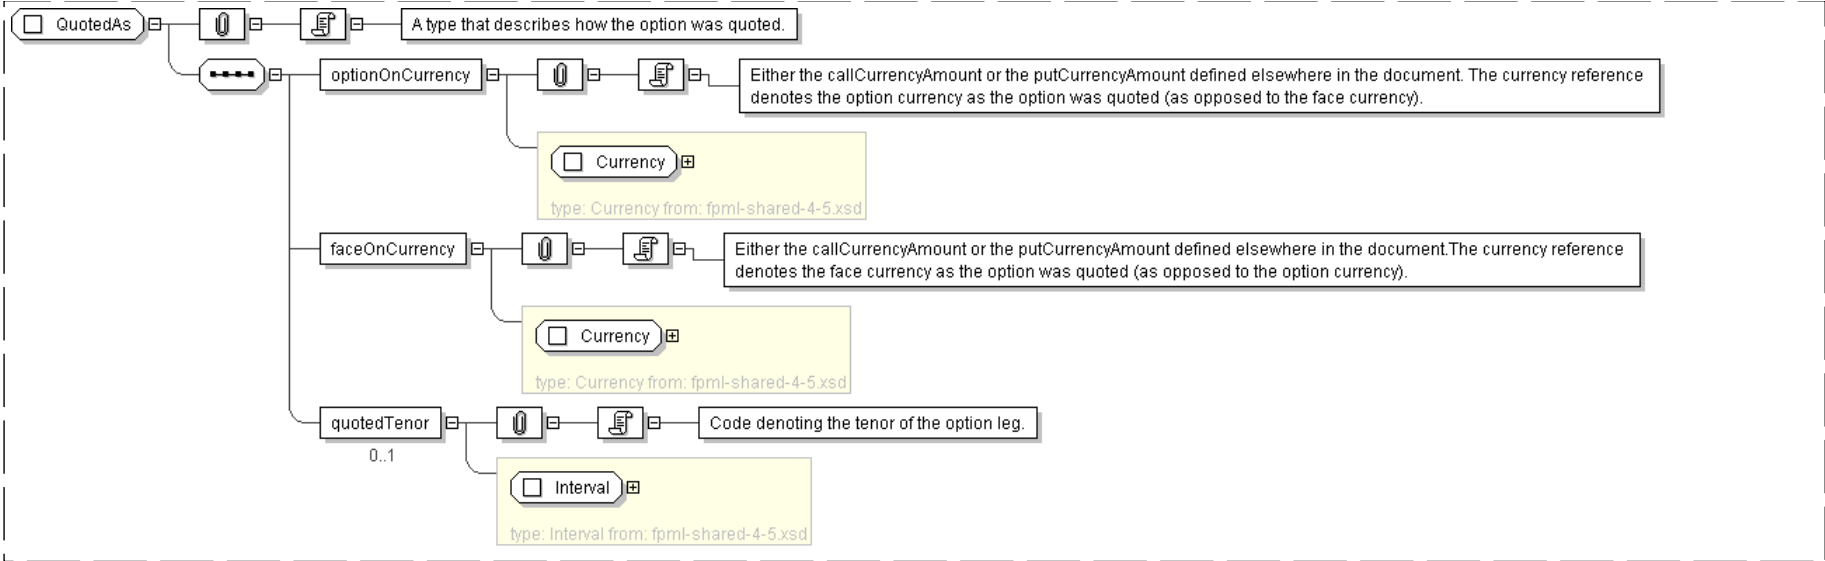 QuotedAs
A type that describes how the option was quoted.
optionOnCurrency
Either the callCurrencyAmount or the putCurrencyAmount defined elsewhere in the document. The currency reference
denotes the option currency as the option was quoted (as opposed to the face currency).
Currency
type: Currency from: fpml-shared-4-5.xsd
faceOnCurrency
Either the callCurrencyAmount or the putCurrencyAmount defined elsewhere in the document.The currency reference
denotes the face currency as the option was quoted (as opposed to the option currency).
Currency
type: Currency from: fpml-shared-4-5.xsd
quotedTenor
Code denoting the tenor of the option leg.
0..1
Interval
type: Interval from: fpml-shared-4-5.xsd